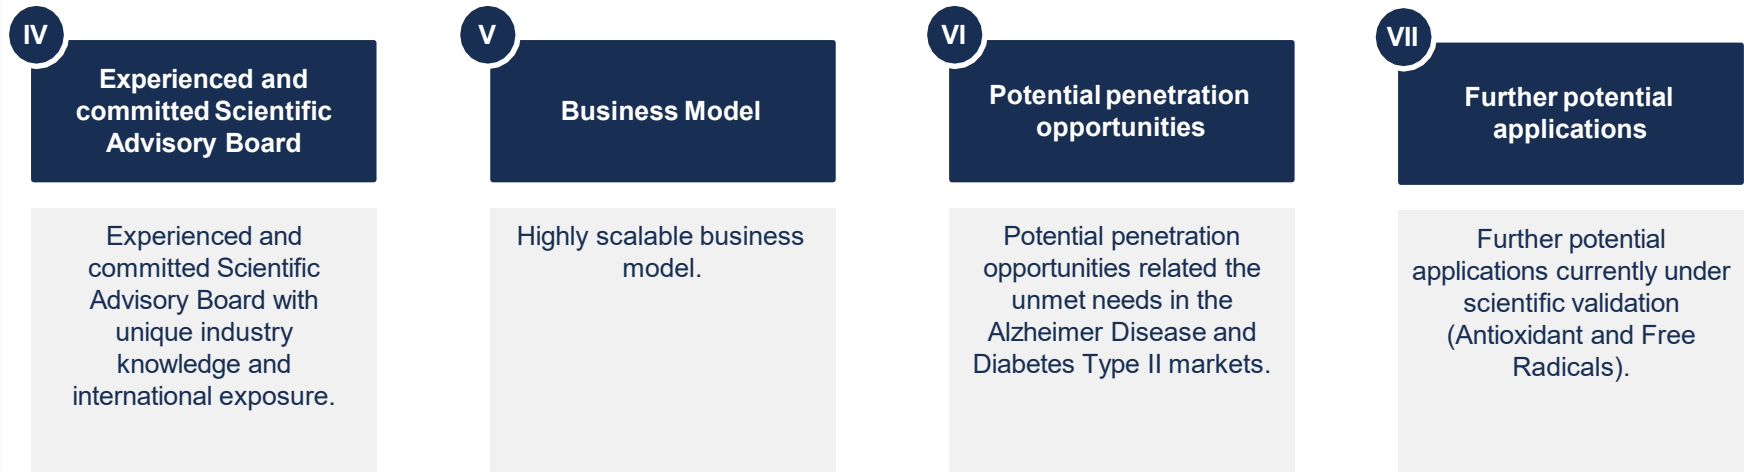 IV
Experienced and
committed Scientific
Advisory Board
Experienced and
committed Scientific
Advisory Board with
unique industry
knowledge and
international exposure.
V
Business Model
Highly scalable business
model.
VI
Potential penetration
opportunities
Potential penetration
opportunities related the
unmet needs in the
Alzheimer Disease and
Diabetes Type II markets.
VII
Further potential
applications
Further potential
applications currently under
scientific validation
(Antioxidant and Free
Radicals).